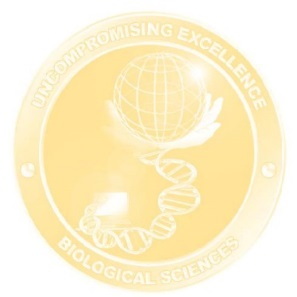 UNCOMPROMISING EXCELLENCE
BIOLOGICAL SCIENCES